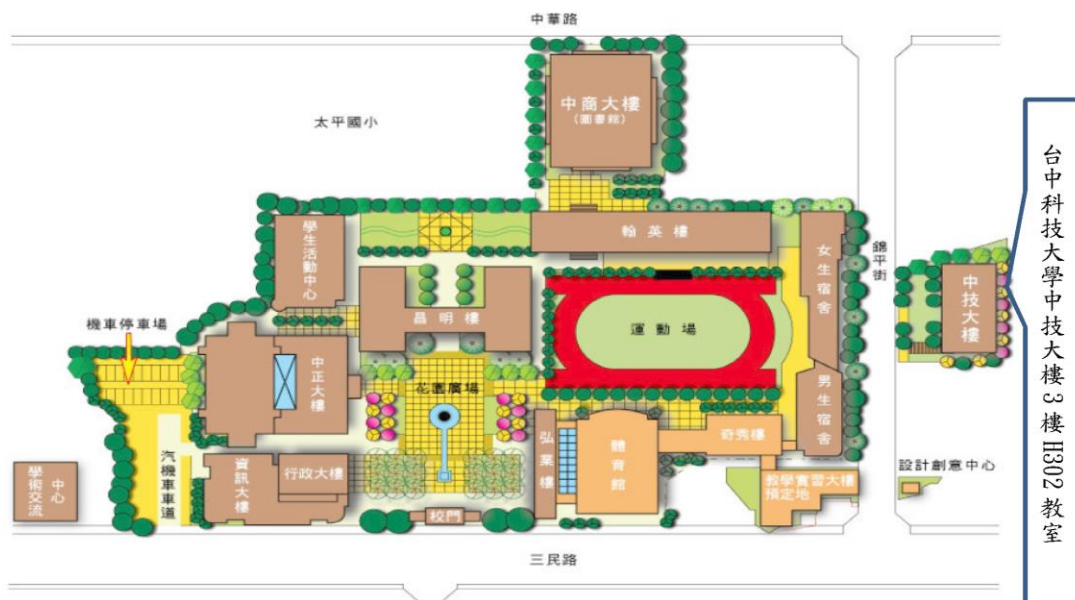 中華路
中商大樓
(圖書館)
太平國小
翰英樓
學生活動中心
女生宿舍
錦平街
中技大樓
台中科技大學中技大樓3樓H302教室
昌明樓
運動場
機車停車場
中正大樓
花園廣場
男生宿舍
弘業樓
體育館
奇秀樓
汽機車車道
資訊大樓
行政大樓
學術交流
中心
教學實習大樓
預定地
設計創意中心
校門
三民路